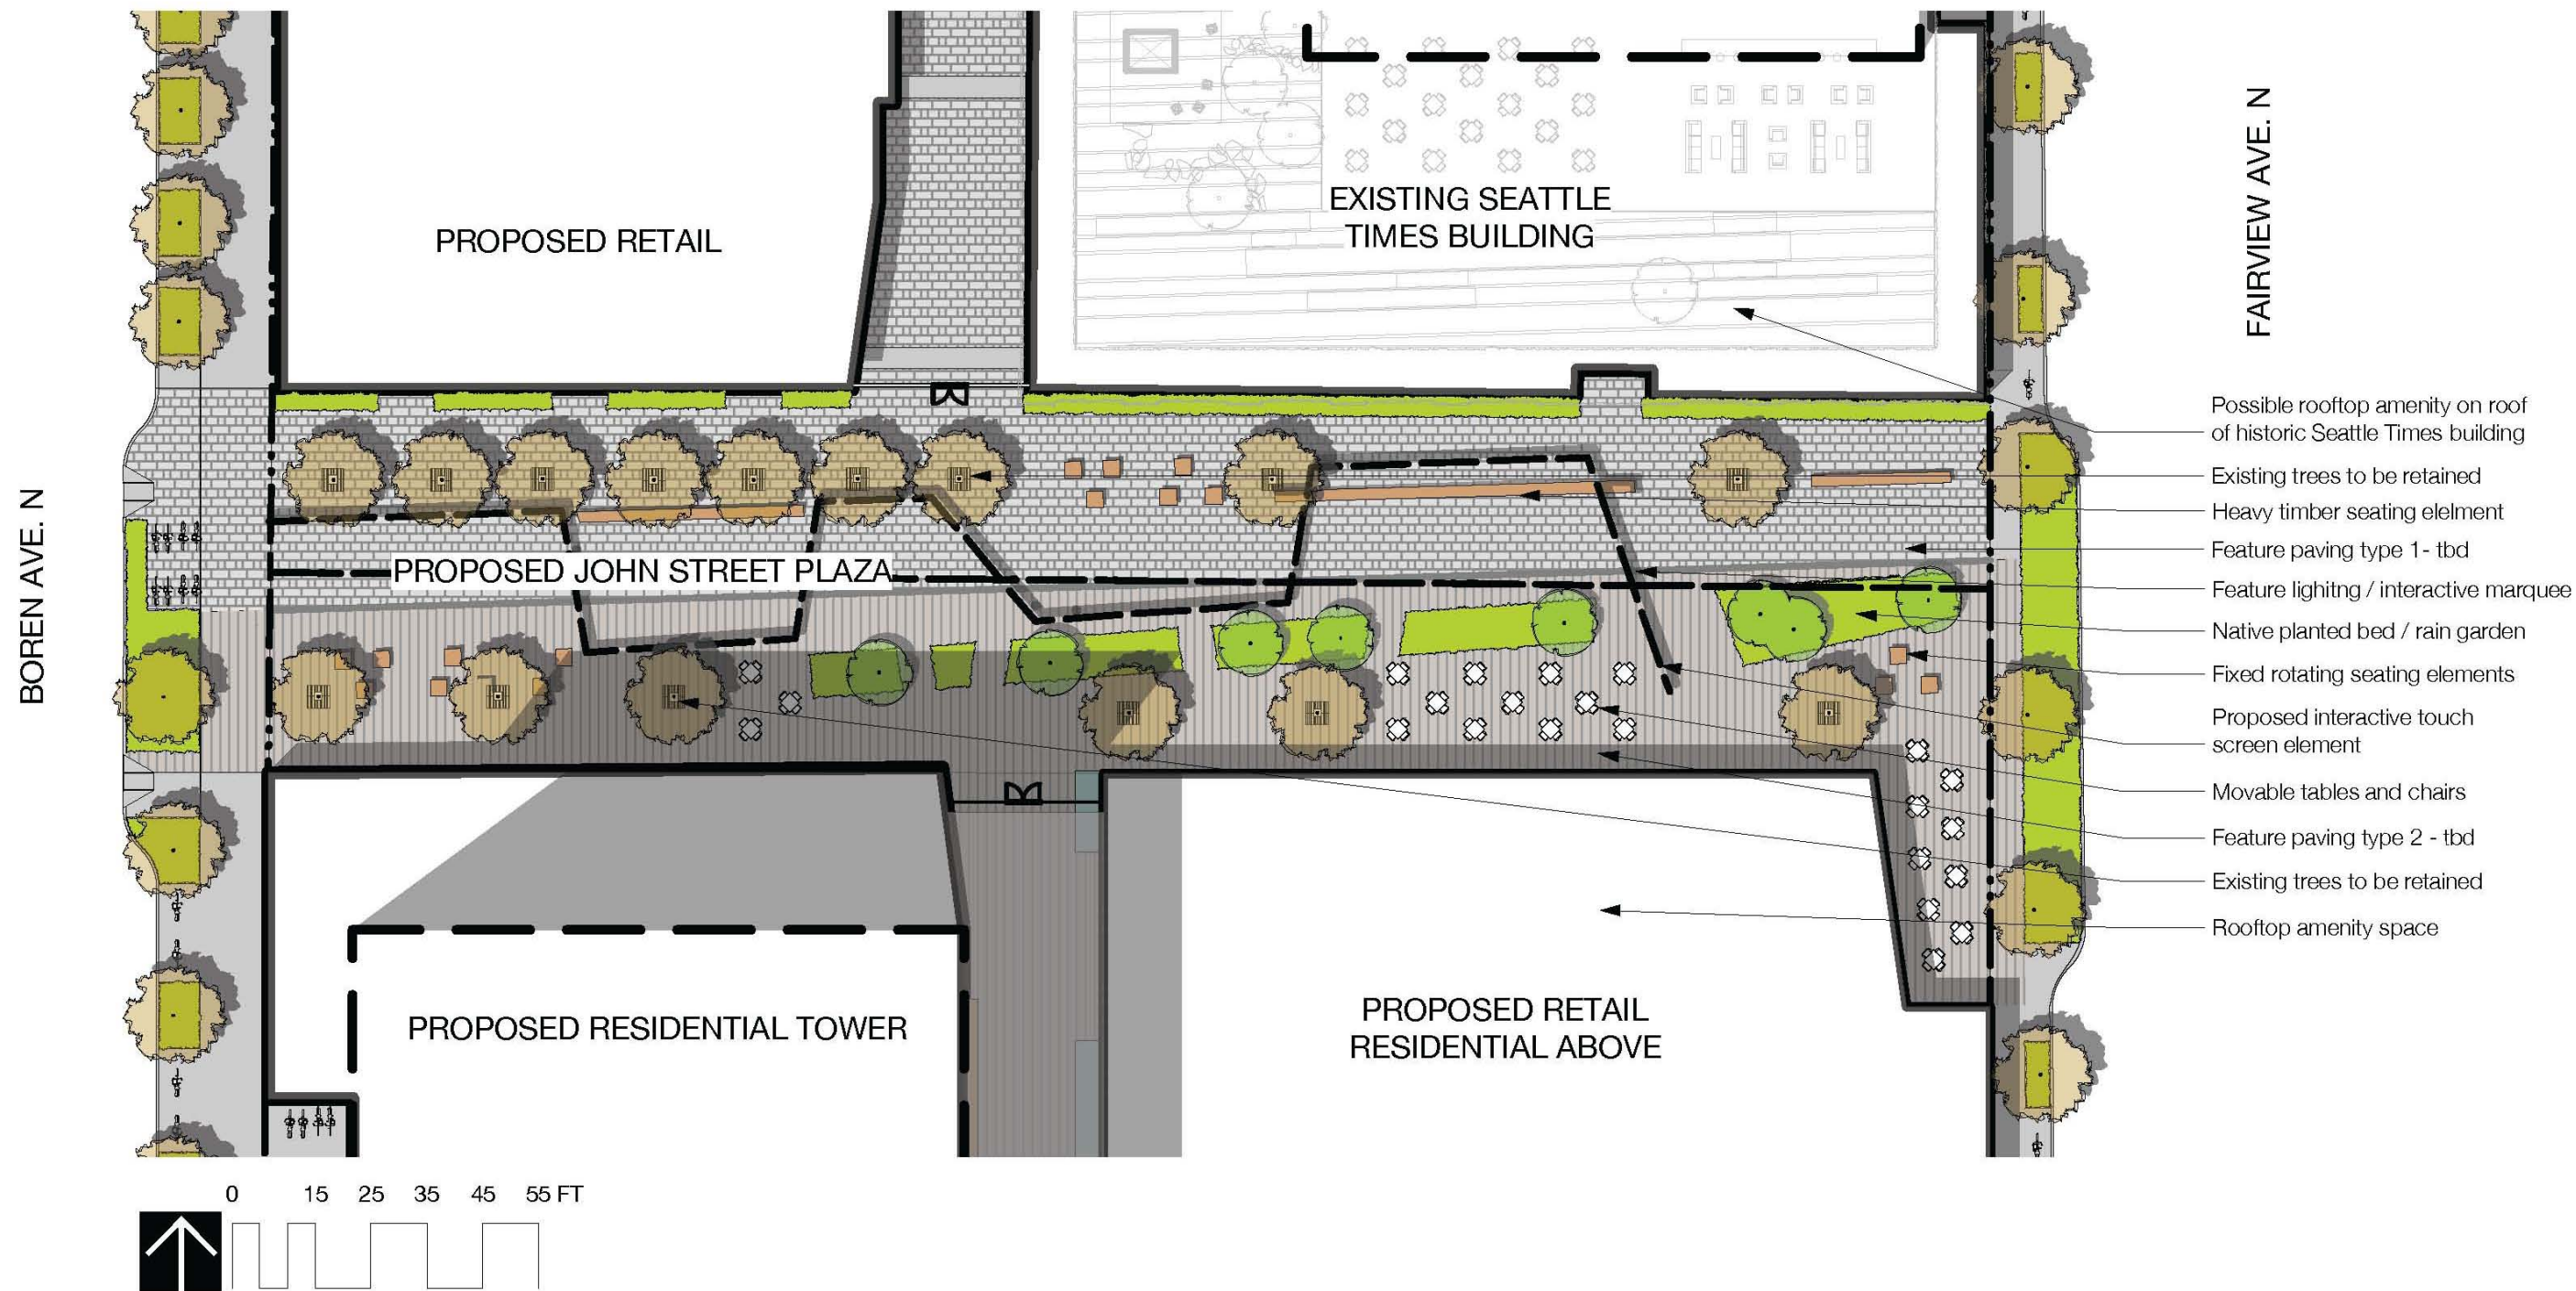 PROPOSED RETAIL
EXISTING SEATTLE
TIMES BUILDING
FAIRVIEW AVE. N
BOREN AVE. N
PROPOSED JOHN STREET PLAZA
Possible rooftop amenity on roof
of historic Seattle Times building
Existing trees to be retained
Heavy timber seating elelment
Feature paving type 1- tbd
Feature lighitng / interactive marquee
Native planted bed / rain garden
Fixed rotating seating elements
Proposed interactive touch
screen element
Movable tables and chairs
Feature paving type 2 - tbd
Existing trees to be retained
Rooftop amenity space
PROPOSED RESIDENTIAL TOWER
PROPOSED RETAIL
RESIDENTIAL ABOVE
0 15 25 35 45 55 FT